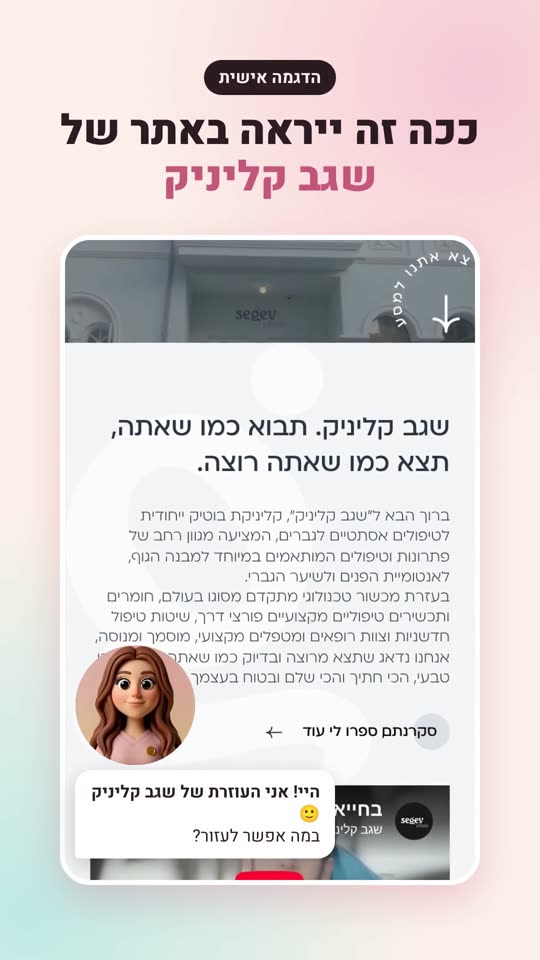 הדגמה אישית
ככה זה ייראה באתר של
שגב קליניק
צא אתנו למסע
segev
clinic
שגב קליניק. תבוא כמו שאתה,
תצא כמו שאתה רוצה.
ברוך הבא ל"שגב קליניק", קליניקת בוטיק ייחודית
לטיפולים אסתטיים לגברים, המציעה מגוון רחב של
פתרונות וטיפולים המותאמים במיוחד למבנה הגוף,
לאנטומיית הפנים ולשיער הגברי.
בעזרת מכשור טכנולוגי מתקדם מסוגו בעולם, חומרים
ותכשירים טיפוליים מקצועיים פורצי דרך, שיטות טיפול
חדשניות וצוות רופאים ומטפלים מקצועי, מוסמך ומנוסה,
אנחנו נדאג שתצא מרוצה ובדיוק כמו שאתה
טבעי, הכי חתיך והכי שלם ובטוח בעצמך
סקרנתם ספרו לי עוד
היי! אני העוזרת של שגב קליניק
🙂
במה אפשר לעזור?
בחייא
שגב קלינ
segev
clinic